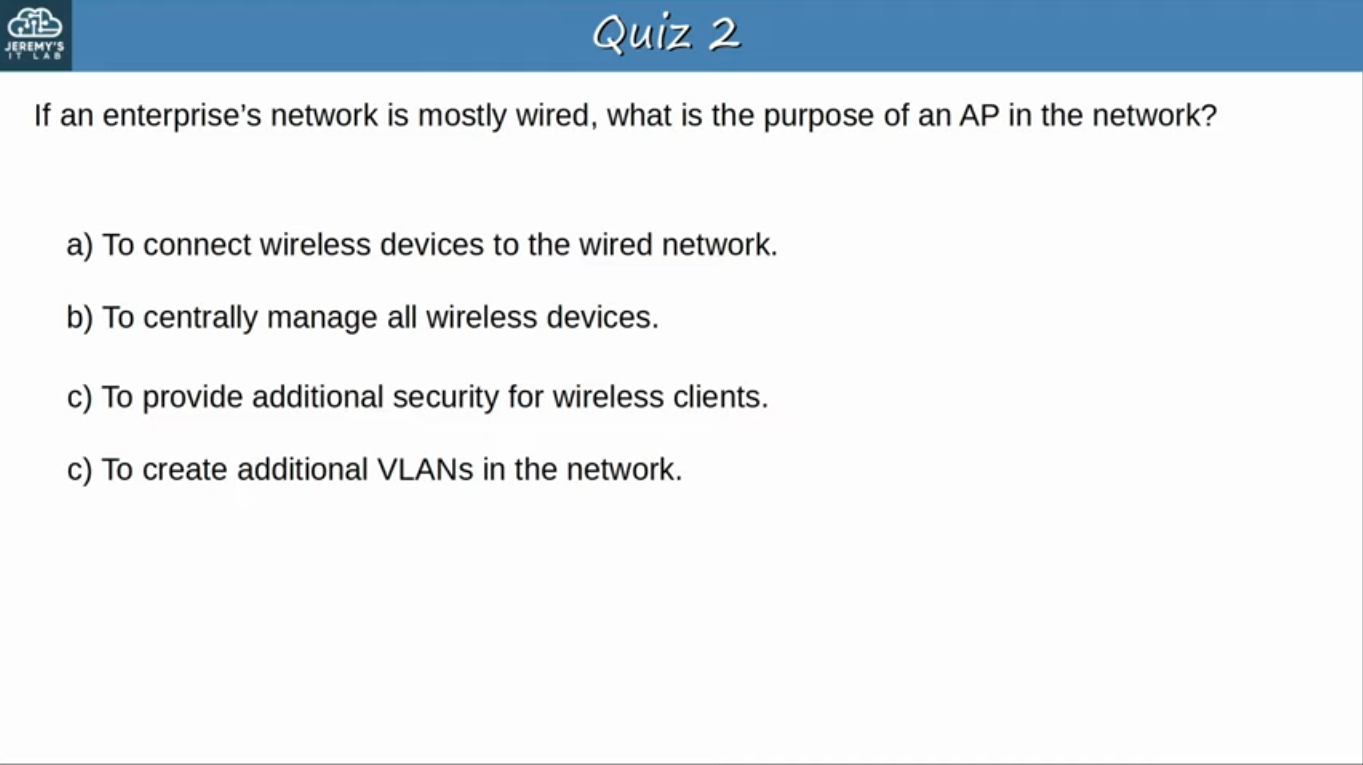 JEREMY'S
IT LAB
Quiz 2
If an enterprise’s network is mostly wired, what is the purpose of an AP in the network?
a) To connect wireless devices to the wired network.
b) To centrally manage all wireless devices.
c) To provide additional security for wireless clients.
c) To create additional VLANs in the network.